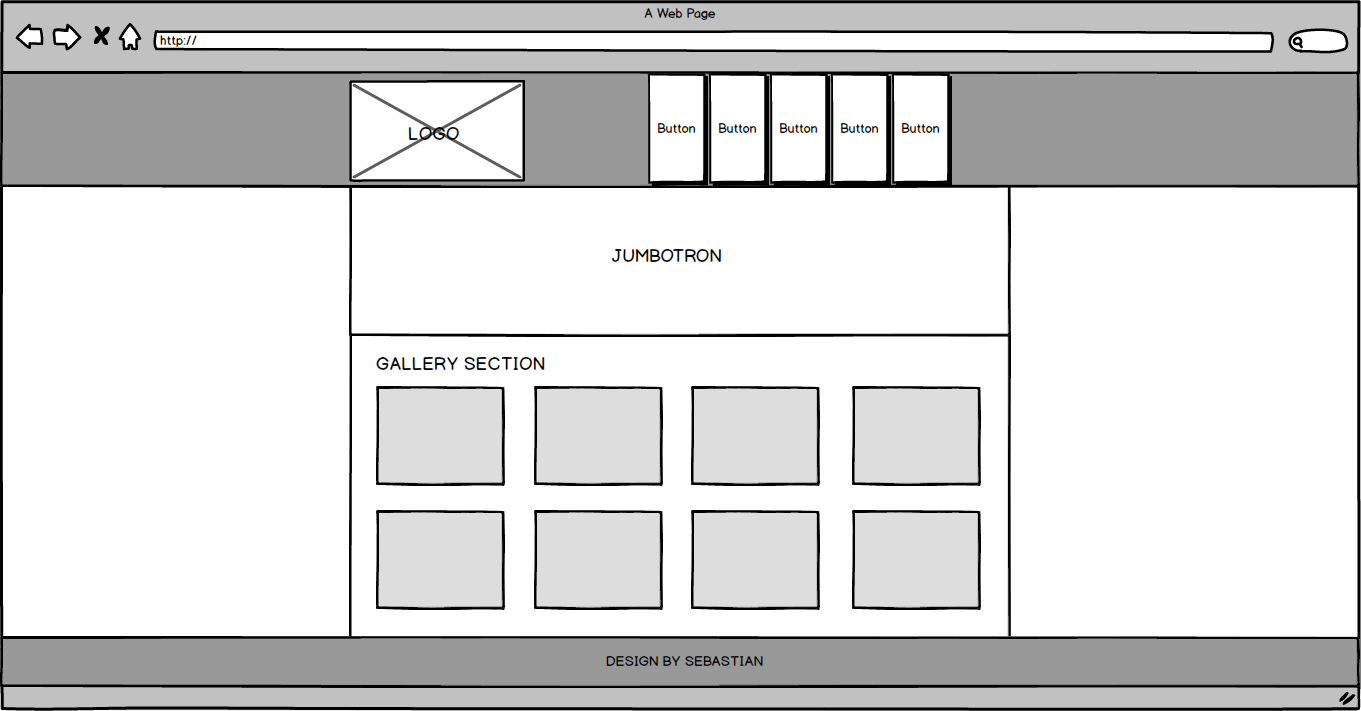 A Web Page
http://
LOGO
Button Button Button Button Button
JUMBOTRON
GALLERY SECTION
DESIGN BY SEBASTIAN